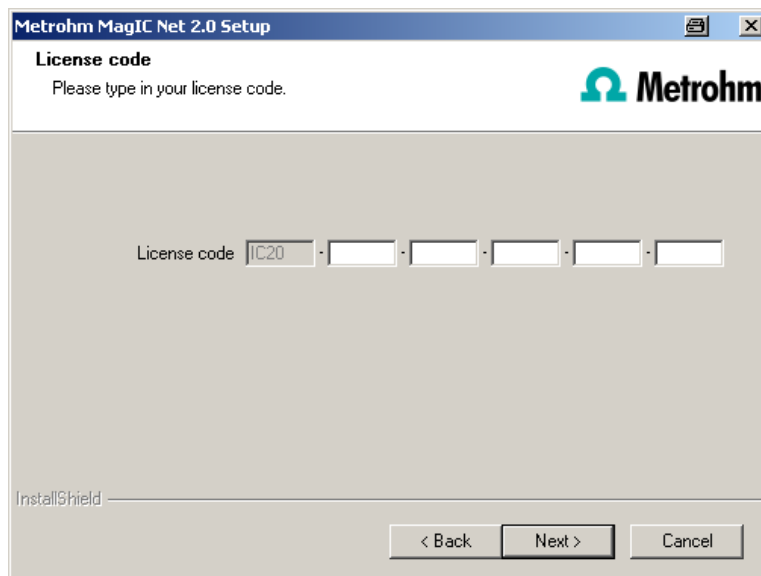 Metrohm MagIC Net 2.0 Setup
License code
Please type in your license code.
Metrohm
License code IC20 - - - - -
InstallShield
< Back Next > Cancel